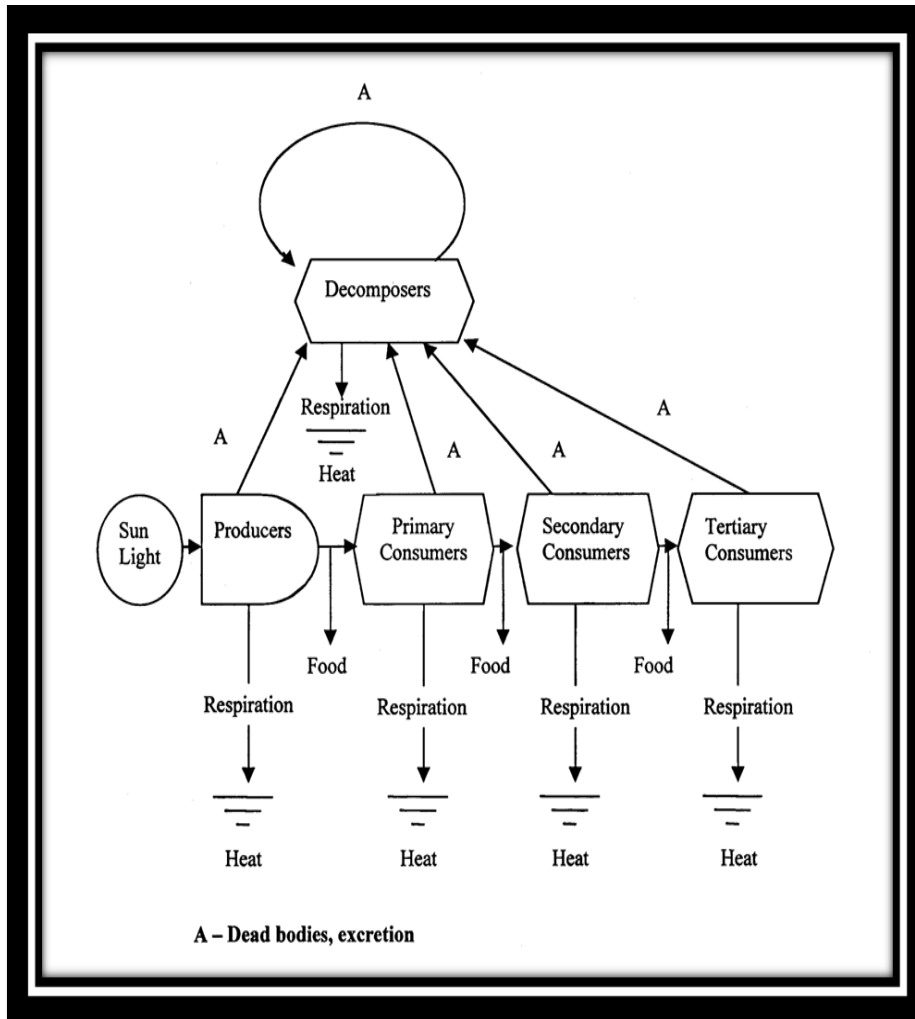 A
Decomposers
Respiration
Heat
A
A
A
A
Sun
Light
Producers
Primary
Consumers
Secondary
Consumers
Tertiary
Consumers
Food
Food
Food
Respiration
Respiration
Respiration
Respiration
Heat
Heat
Heat
Heat
A – Dead bodies, excretion